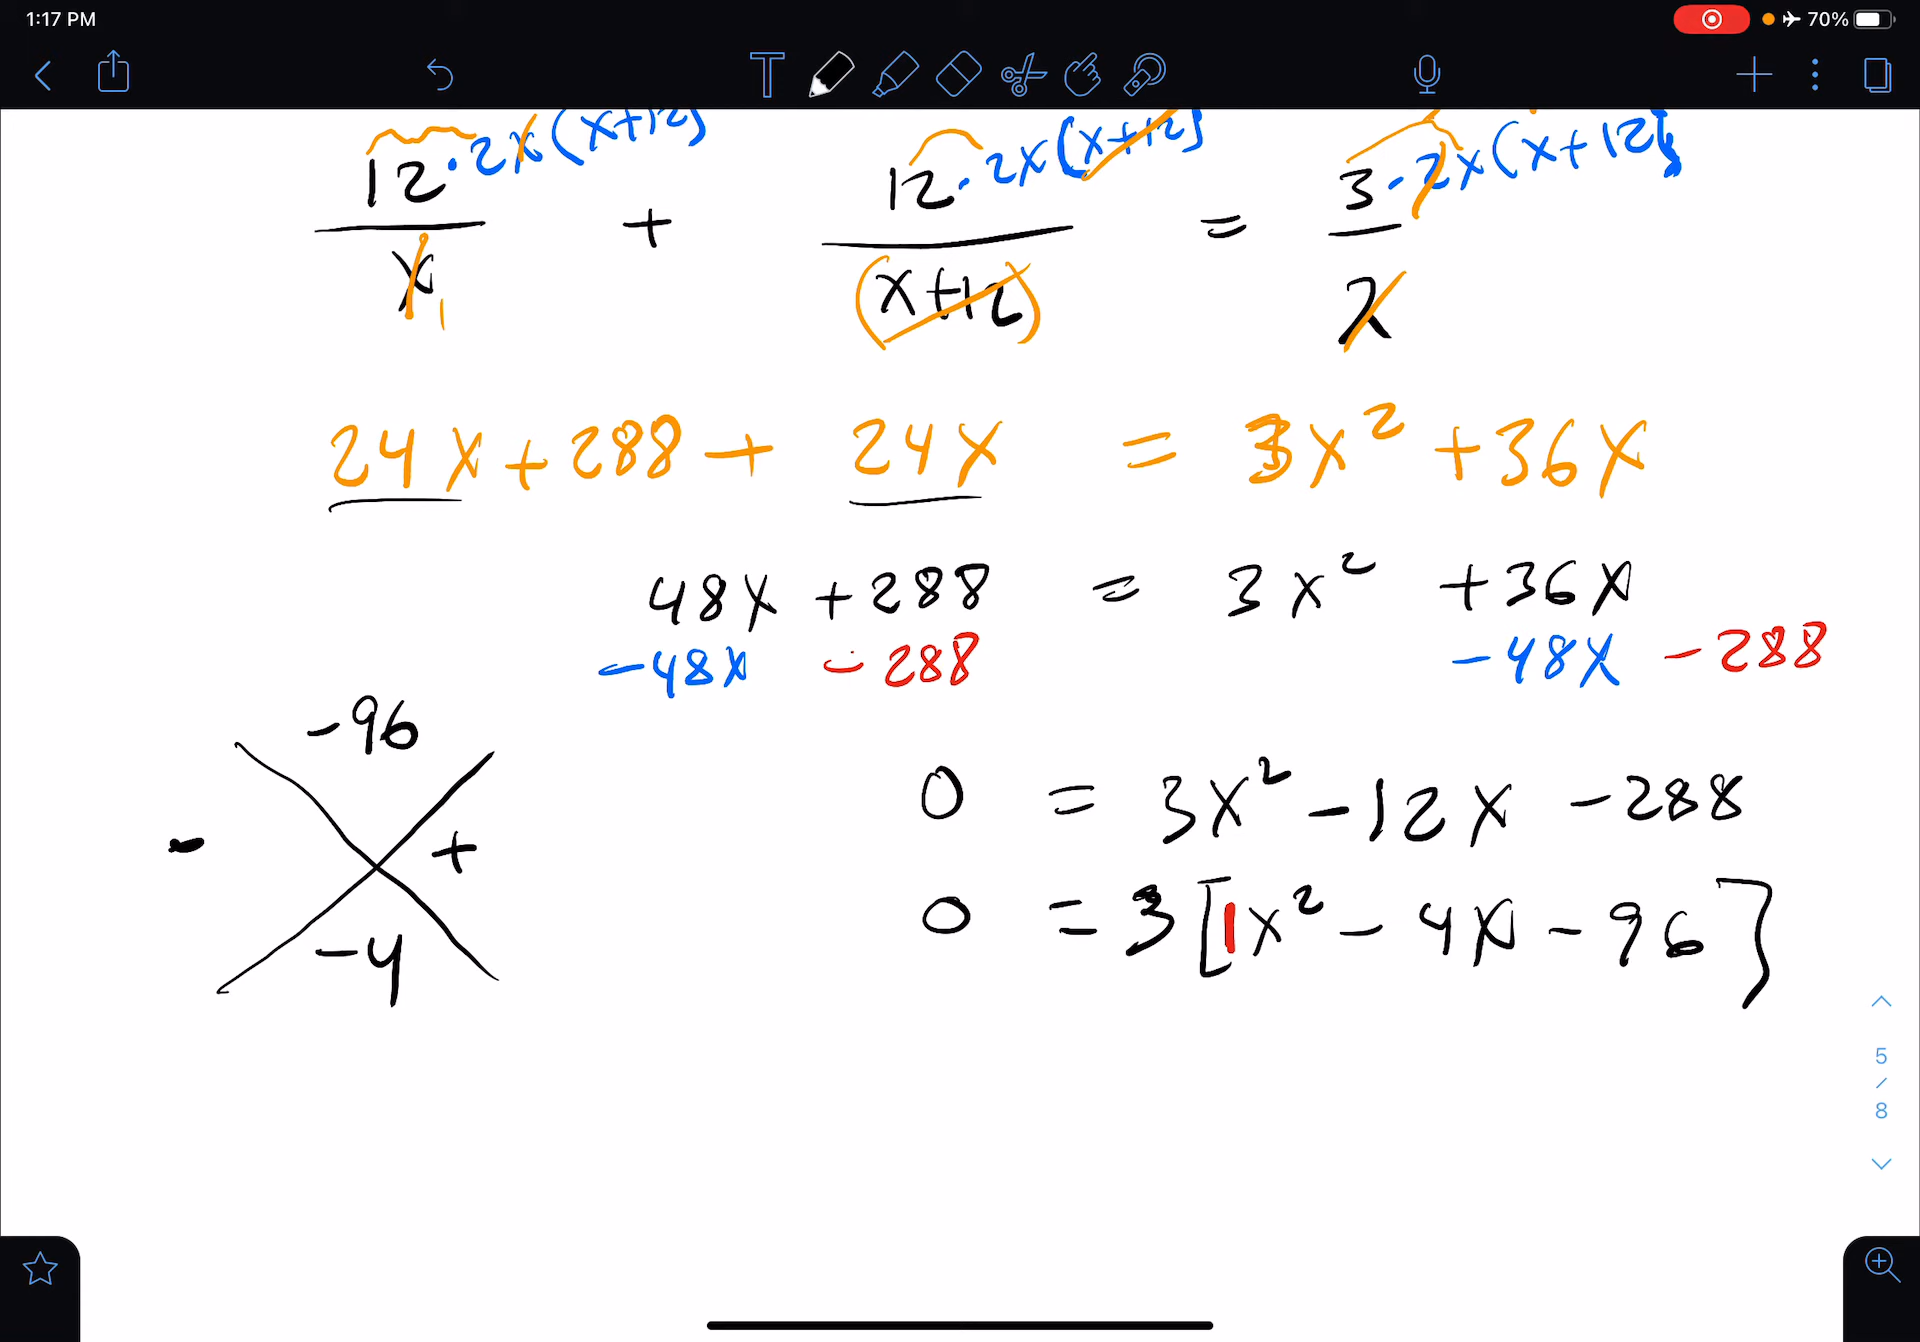 1:17 PM 70%
T
12 · 2x(x+12) 12 · 2x(x+12) 3 · 2x(x+12)
+ =
x 1 (x+12) 2
24x + 288 + 24x = 3x² + 36x
48x + 288 = 3x² + 36x
-48x - 288 -48x - 288
-96
0 = 3x² - 12x - 288
- +
0 = 3[1x² - 4x - 96]
-4
5
/
8